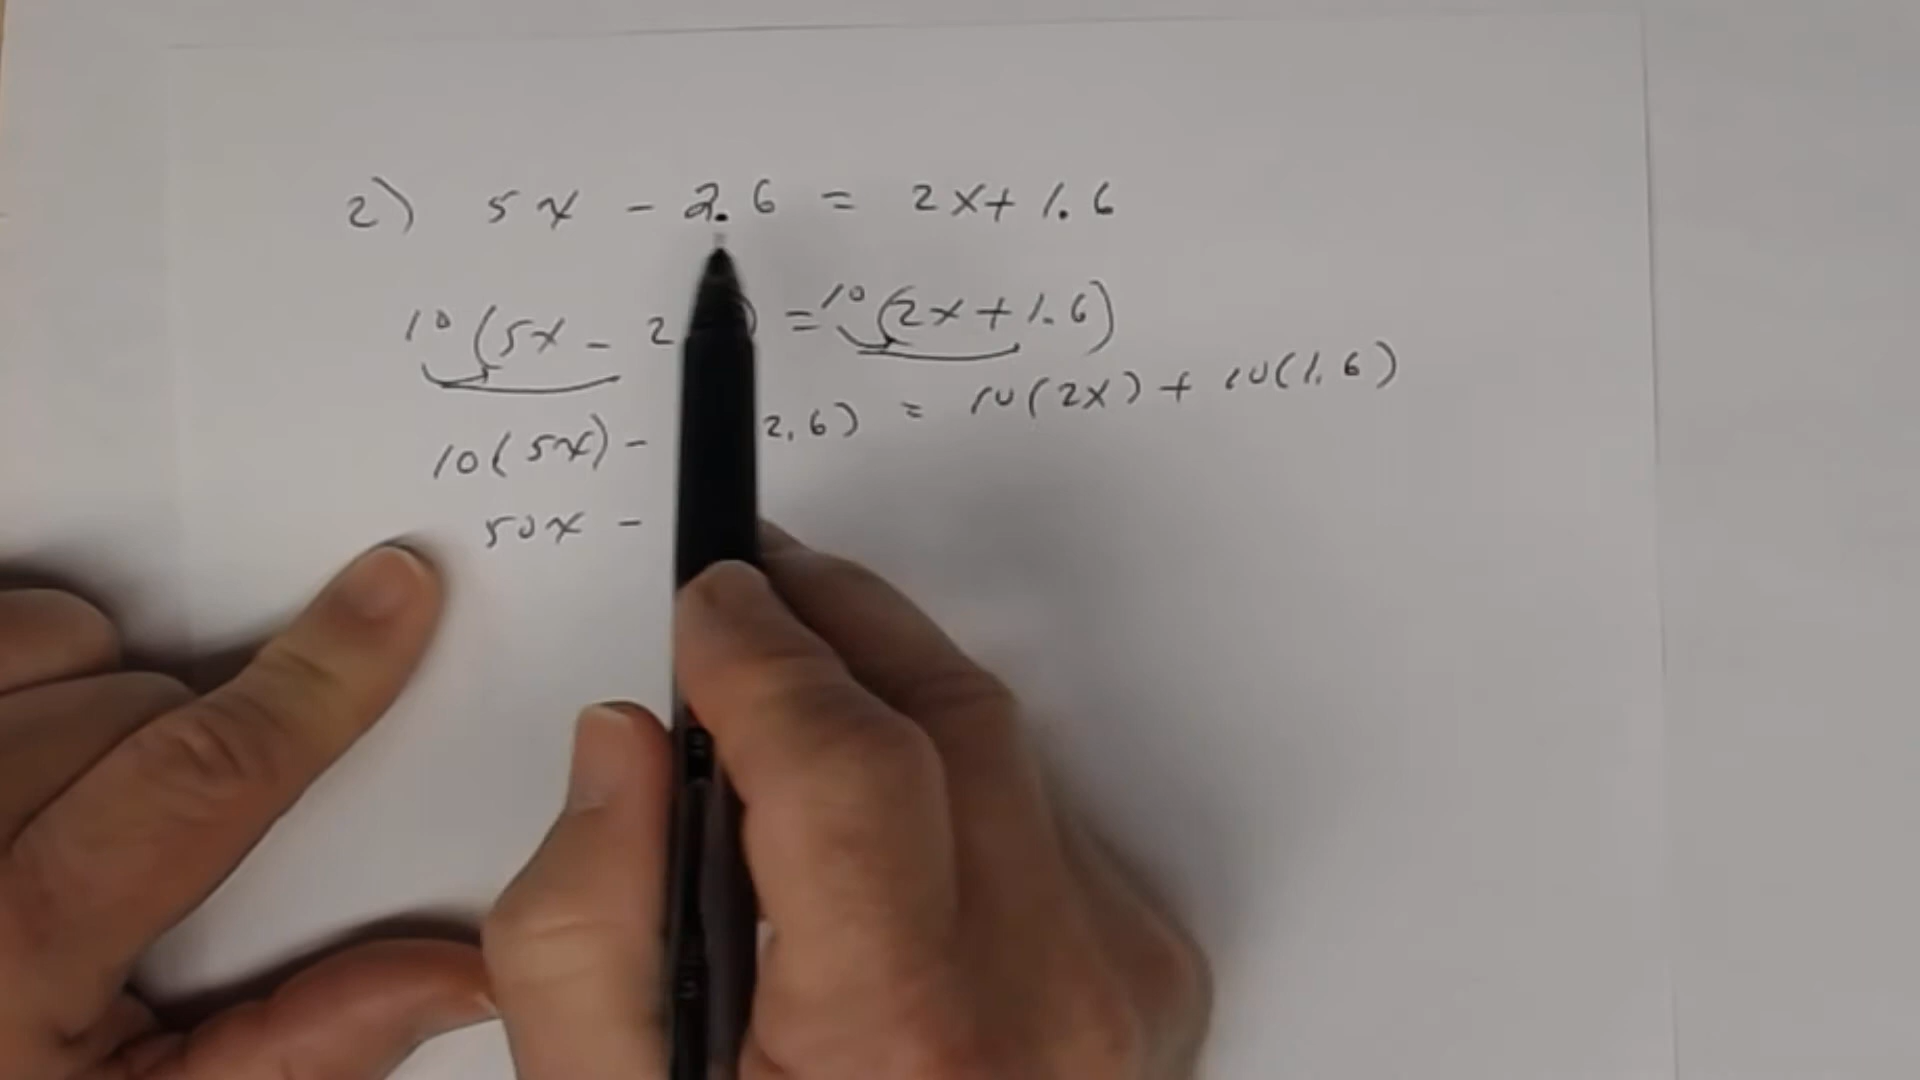 2) 5x - 2.6 = 2x + 1.6
10(5x - 2 ) = 10(2x + 1.6)
10(5x) - 2.6) = 10(2x) + 10(1.6)
50x -